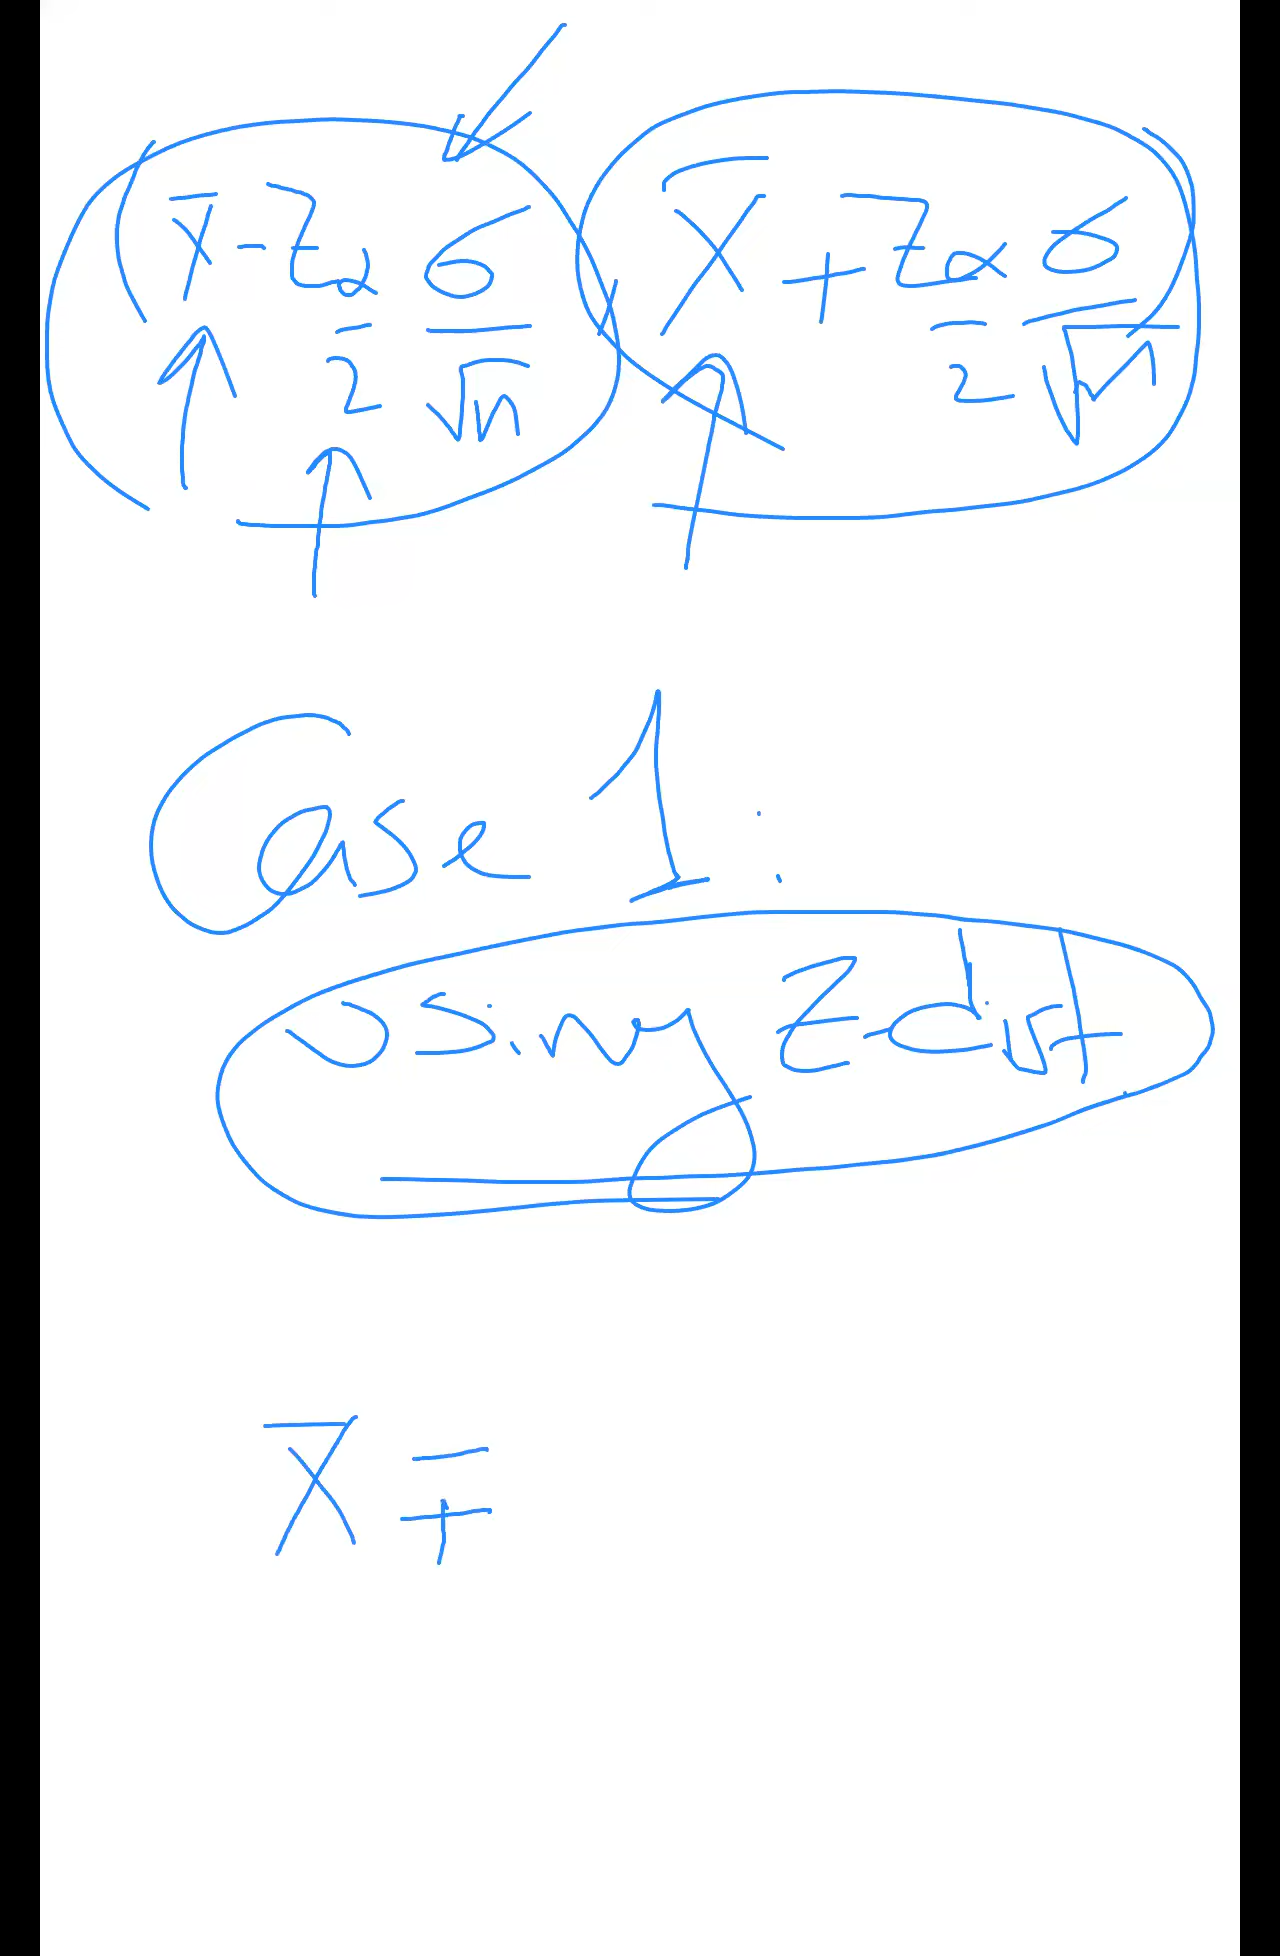 (x̄ - Z_{α/2} σ/√n , x̄ + Z_{α/2} σ/√n)
Case 1:
Using Z-dist.
x̄ ∓